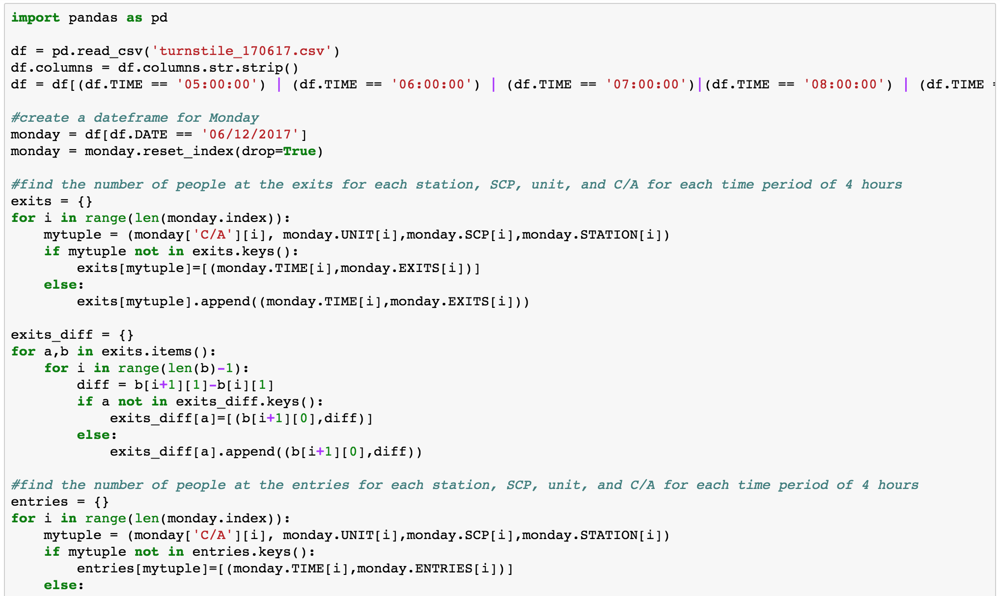 import pandas as pd

df = pd.read_csv('turnstile_170617.csv')
df.columns = df.columns.str.strip()
df = df[(df.TIME == '05:00:00') | (df.TIME == '06:00:00') | (df.TIME == '07:00:00')|(df.TIME == '08:00:00') | (df.TIME

#create a dateframe for Monday
monday = df[df.DATE == '06/12/2017']
monday = monday.reset_index(drop=True)

#find the number of people at the exits for each station, SCP, unit, and C/A for each time period of 4 hours
exits = {}
for i in range(len(monday.index)):
    mytuple = (monday['C/A'][i], monday.UNIT[i],monday.SCP[i],monday.STATION[i])
    if mytuple not in exits.keys():
        exits[mytuple]=[(monday.TIME[i],monday.EXITS[i])]
    else:
        exits[mytuple].append((monday.TIME[i],monday.EXITS[i]))

exits_diff = {}
for a,b in exits.items():
    for i in range(len(b)-1):
        diff = b[i+1][1]-b[i][1]
        if a not in exits_diff.keys():
            exits_diff[a]=[(b[i+1][0],diff)]
        else:
            exits_diff[a].append((b[i+1][0],diff))

#find the number of people at the entries for each station, SCP, unit, and C/A for each time period of 4 hours
entries = {}
for i in range(len(monday.index)):
    mytuple = (monday['C/A'][i], monday.UNIT[i],monday.SCP[i],monday.STATION[i])
    if mytuple not in entries.keys():
        entries[mytuple]=[(monday.TIME[i],monday.ENTRIES[i])]
    else: